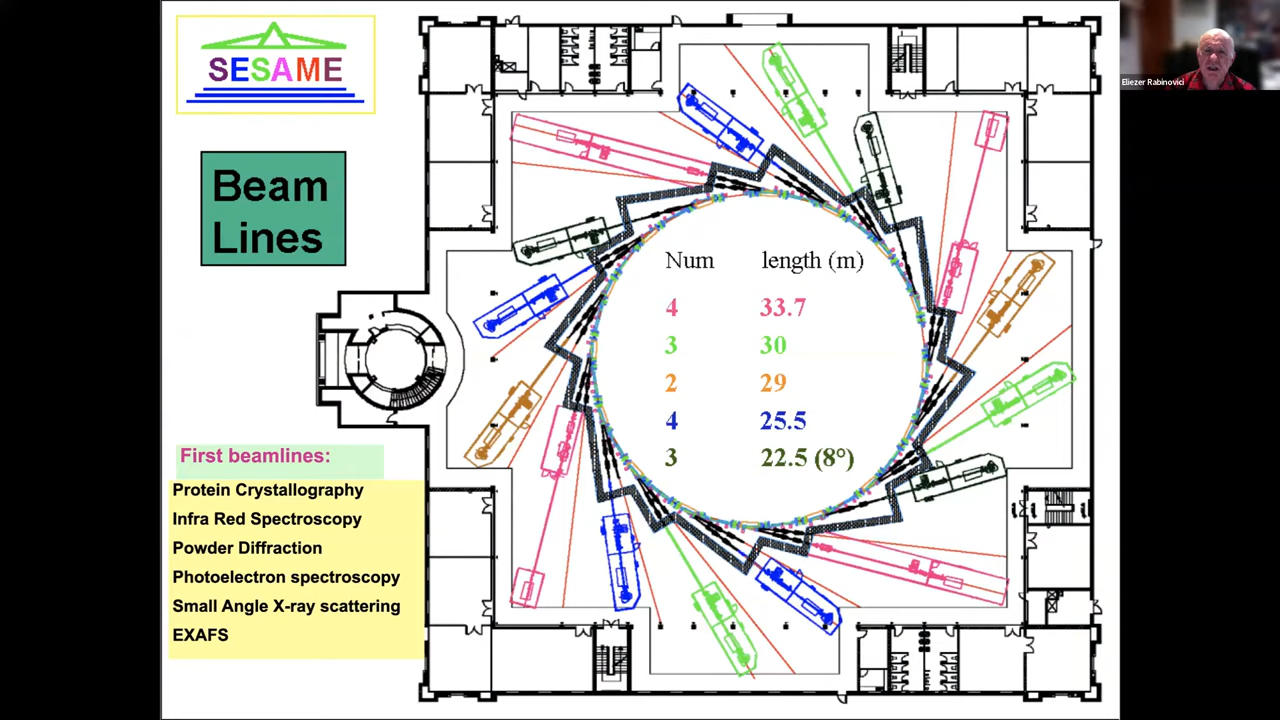 SESAME
Beam
Lines
Num length (m)
4 33.7
3 30
2 29
4 25.5
3 22.5 (8°)
First beamlines:
Protein Crystallography
Infra Red Spectroscopy
Powder Diffraction
Photoelectron spectroscopy
Small Angle X-ray scattering
EXAFS
Eliezer Rabinovici